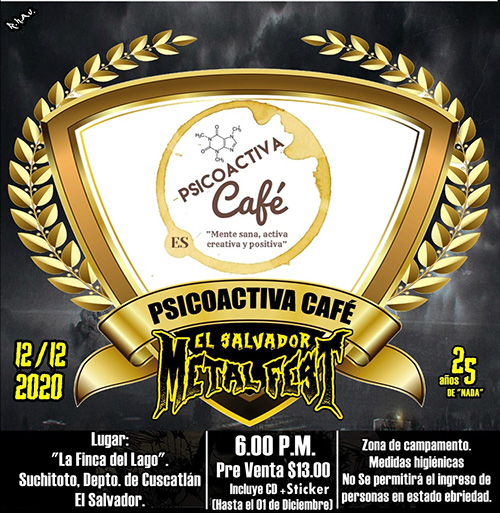 R.h.a.u.
H₃C
CH₃
N
N
O
N
N
O
CH₃
PSICOACTIVA
Café
ES
"Mente sana, activa
creativa y positiva"
PSICOACTIVA CAFÉ
EL SALVADOR
METAL FEST
12/12
2020
25
años
DE "NADA"
Lugar:
"La Finca del Lago".
Suchitoto, Depto. de Cuscatlán
El Salvador.
6.00 P.M.
Pre Venta $13.00
Incluye CD +Sticker
(Hasta el 01 de Diciembre)
Zona de campamento.
Medidas higiénicas
No Se permitirá el ingreso de
personas en estado ebriedad.